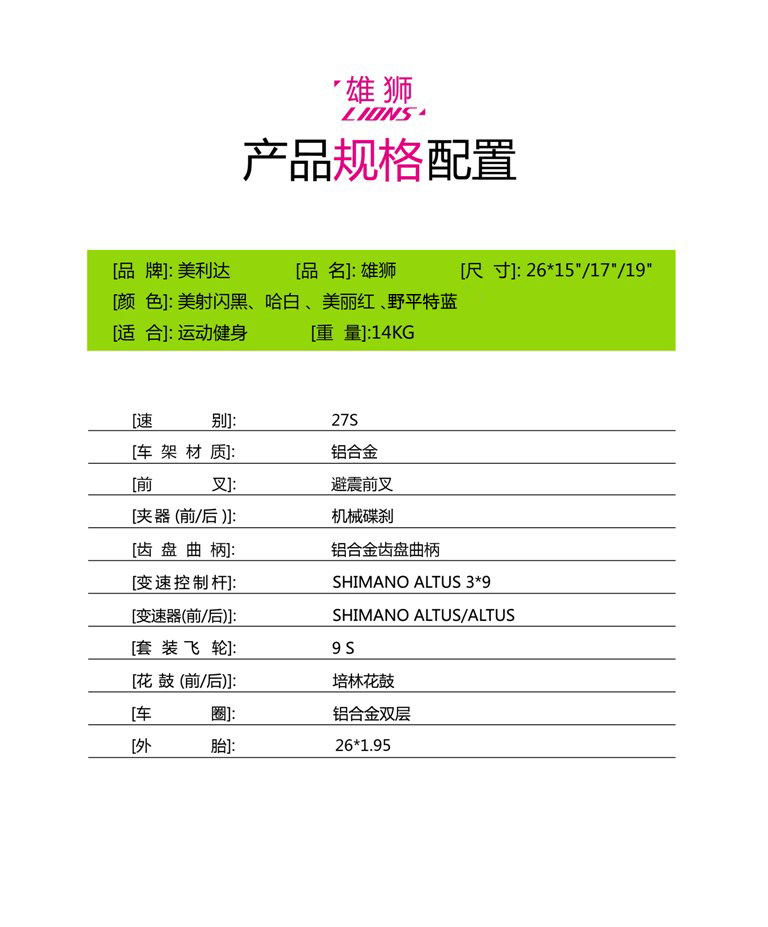 雄狮
LIONS
产品规格配置
[品 牌]: 美利达 [品 名]: 雄狮 [尺 寸]: 26*15"/17"/19"
[颜 色]: 美射闪黑、哈白 、美丽红 、野平特蓝
[适 合]: 运动健身 [重 量]:14KG
[速 别]: 27S
[车 架 材 质]: 铝合金
[前 叉]: 避震前叉
[夹器 (前/后 )]: 机械碟刹
[齿 盘 曲 柄]: 铝合金齿盘曲柄
[变速控制杆]: SHIMANO ALTUS 3*9
[变速器(前/后)]: SHIMANO ALTUS/ALTUS
[套 装 飞 轮]: 9 S
[花 鼓 (前/后)]: 培林花鼓
[车 圈]: 铝合金双层
[外 胎]: 26*1.95